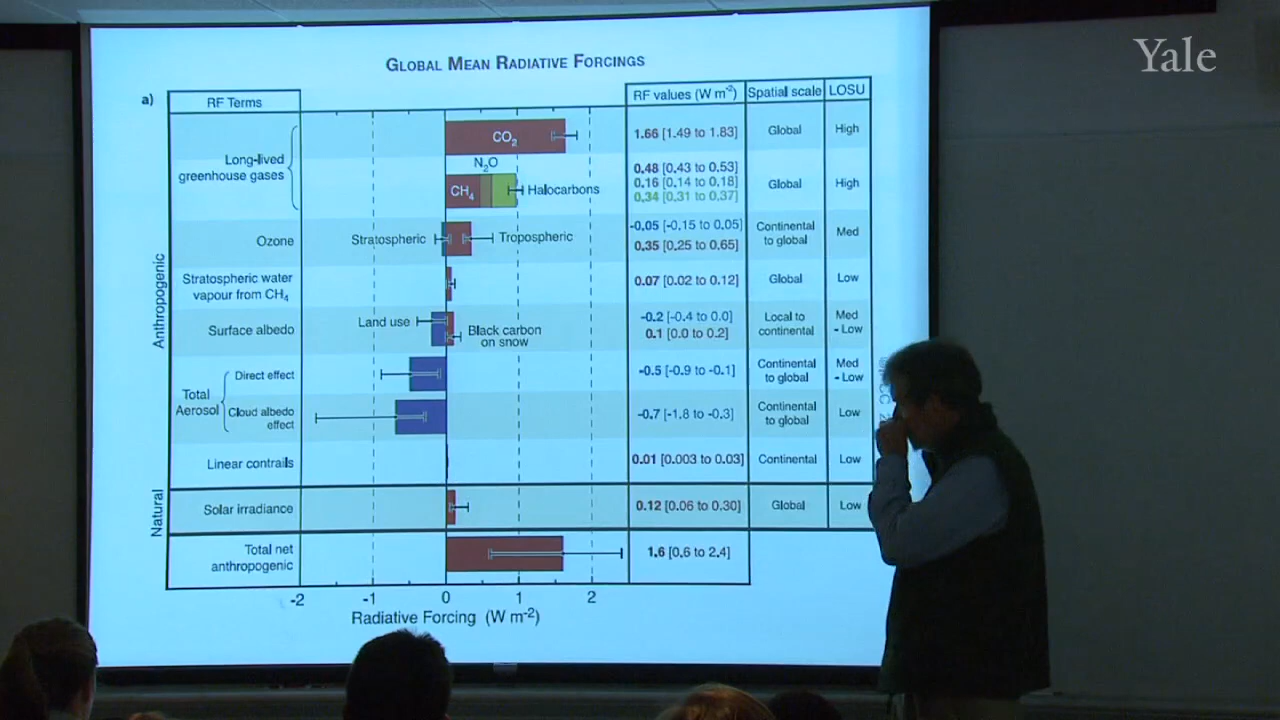 Yale
GLOBAL MEAN RADIATIVE FORCINGS
a)
RF Terms
RF values (W m⁻²)
Spatial scale
LOSU
Anthropogenic
Long-lived
greenhouse gases
CO₂
1.66 [1.49 to 1.83]
Global
High
N₂O
CH₄
Halocarbons
0.48 [0.43 to 0.53]
0.16 [0.14 to 0.18]
0.34 [0.31 to 0.37]
Global
High
Ozone
Stratospheric
Tropospheric
-0.05 [-0.15 to 0.05]
0.35 [0.25 to 0.65]
Continental
to global
Med
Stratospheric water
vapour from CH₄
0.07 [0.02 to 0.12]
Global
Low
Surface albedo
Land use
Black carbon
on snow
-0.2 [-0.4 to 0.0]
0.1 [0.0 to 0.2]
Local to
continental
Med
- Low
Total
Aerosol
Direct effect
-0.5 [-0.9 to -0.1]
Continental
to global
Med
- Low
Cloud albedo
effect
-0.7 [-1.8 to -0.3]
Continental
to global
Low
Linear contrails
0.01 [0.003 to 0.03]
Continental
Low
Natural
Solar irradiance
0.12 [0.06 to 0.30]
Global
Low
Total net
anthropogenic
1.6 [0.6 to 2.4]
-2 -1 0 1 2
Radiative Forcing (W m⁻²)